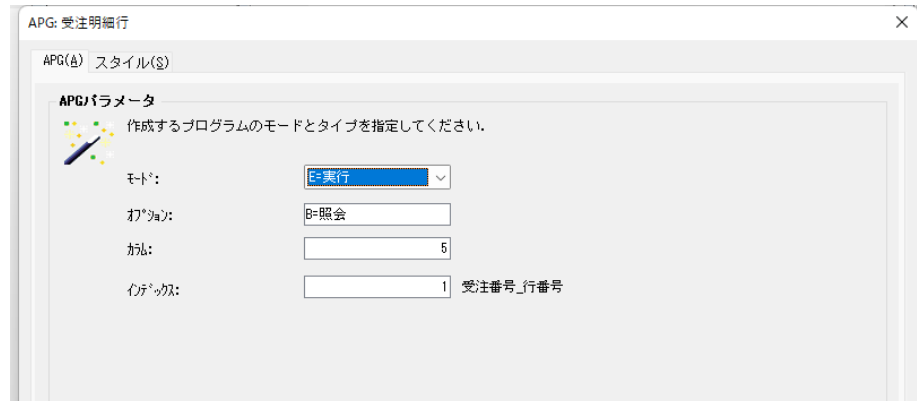 APG: 受注明細行
APG(A) スタイル(S)
APGパラメータ
作成するプログラムのモードとタイプを指定してください.
ﾓｰﾄﾞ: E=実行
ｵﾌﾟｼｮﾝ: B=照会
ｶﾗﾑ: 5
ｲﾝﾃﾞｯｸｽ: 1 受注番号_行番号